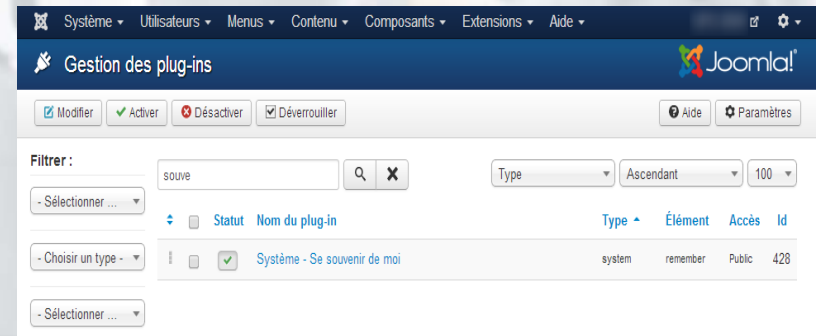 Système Utilisateurs Menus Contenu Composants Extensions Aide
Gestion des plug-ins Joomla!
Modifier Activer Désactiver Déverrouiller Aide Paramètres
Filtrer :
souve Type Ascendant 100
- Sélectionner ...
Statut Nom du plug-in Type Élément Accès Id
- Choisir un type - Système - Se souvenir de moi system remember Public 428
- Sélectionner ...